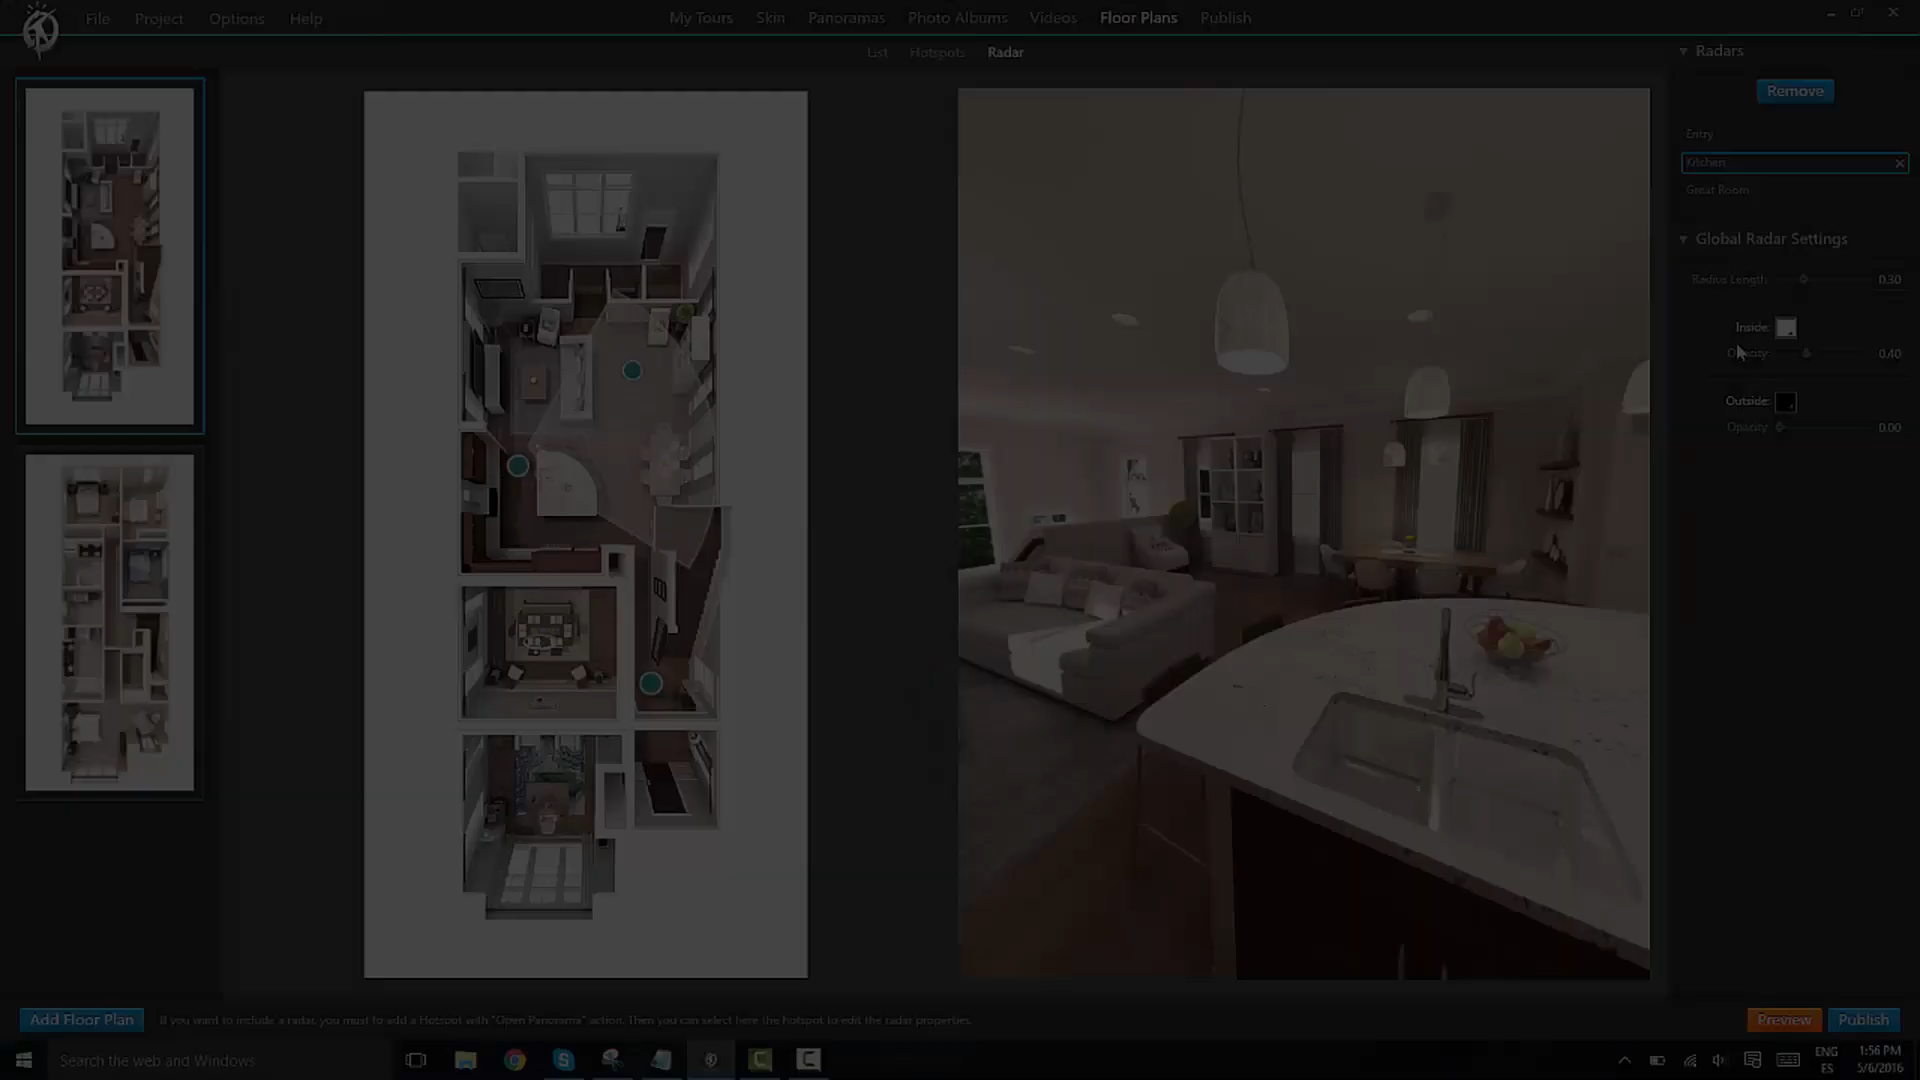 File Project Options Help
My Tours Skin Panoramas Photo Albums Videos Floor Plans Publish
List Hotspots Radar
Radars
Remove
Entry
Kitchen
Great Room
Global Radar Settings
Radius Length: 0.30
Inside:
Opacity: 0.40
Outside:
Opacity: 0.00
Add Floor Plan
If you want to include a radar, you must to add a Hotspot with "Open Panorama" action. Then you can select here the hotspot to edit the radar properties.
Preview Publish
Search the web and Windows
ENG
ES
1:56 PM
5/6/2016